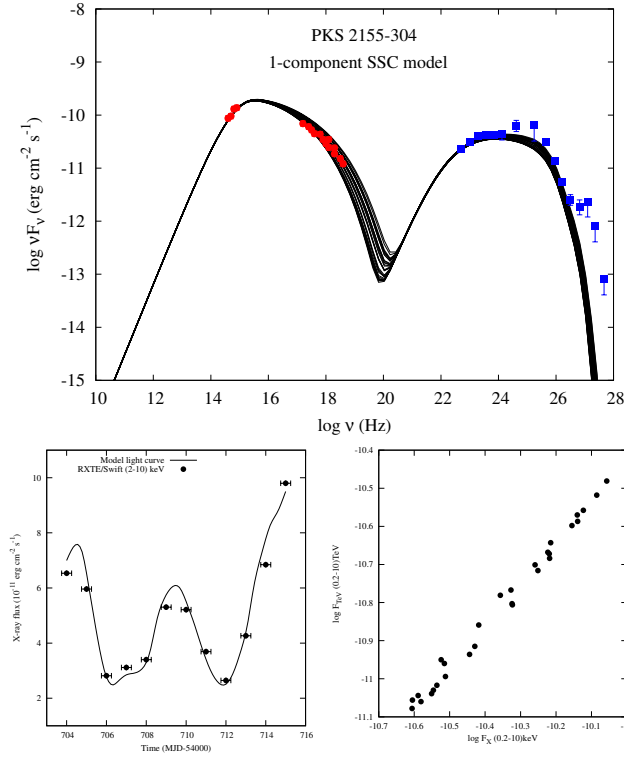 PKS 2155-304
1-component SSC model
log νFν (erg cm-2 s-1)
-8
-9
-10
-11
-12
-13
-14
-15
10 12 14 16 18 20 22 24 26 28
log ν (Hz)
Model light curve
RXTE/Swift (2-10) keV
X-ray flux (10-11 erg cm-2 s-1)
10
8
6
4
2
704 706 708 710 712 714 716
Time (MJD-54000)
log FTeV (0.2-10)TeV
-10.4
-10.5
-10.6
-10.7
-10.8
-10.9
-11
-11.1
-10.7 -10.6 -10.5 -10.4 -10.3 -10.2 -10.1 -10
log FX (0.2-10)keV